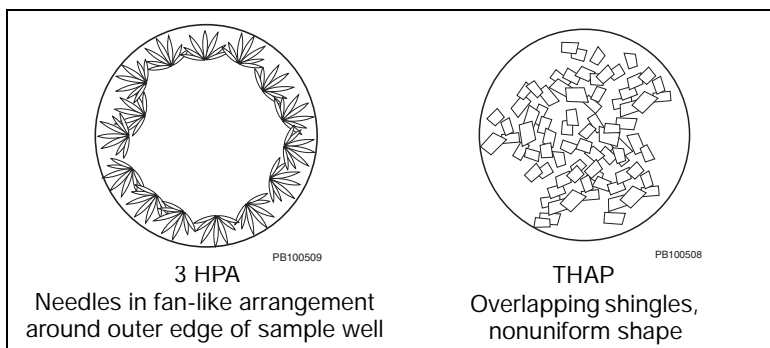 PB100509
3 HPA
Needles in fan-like arrangement
around outer edge of sample well
PB100508
THAP
Overlapping shingles,
nonuniform shape